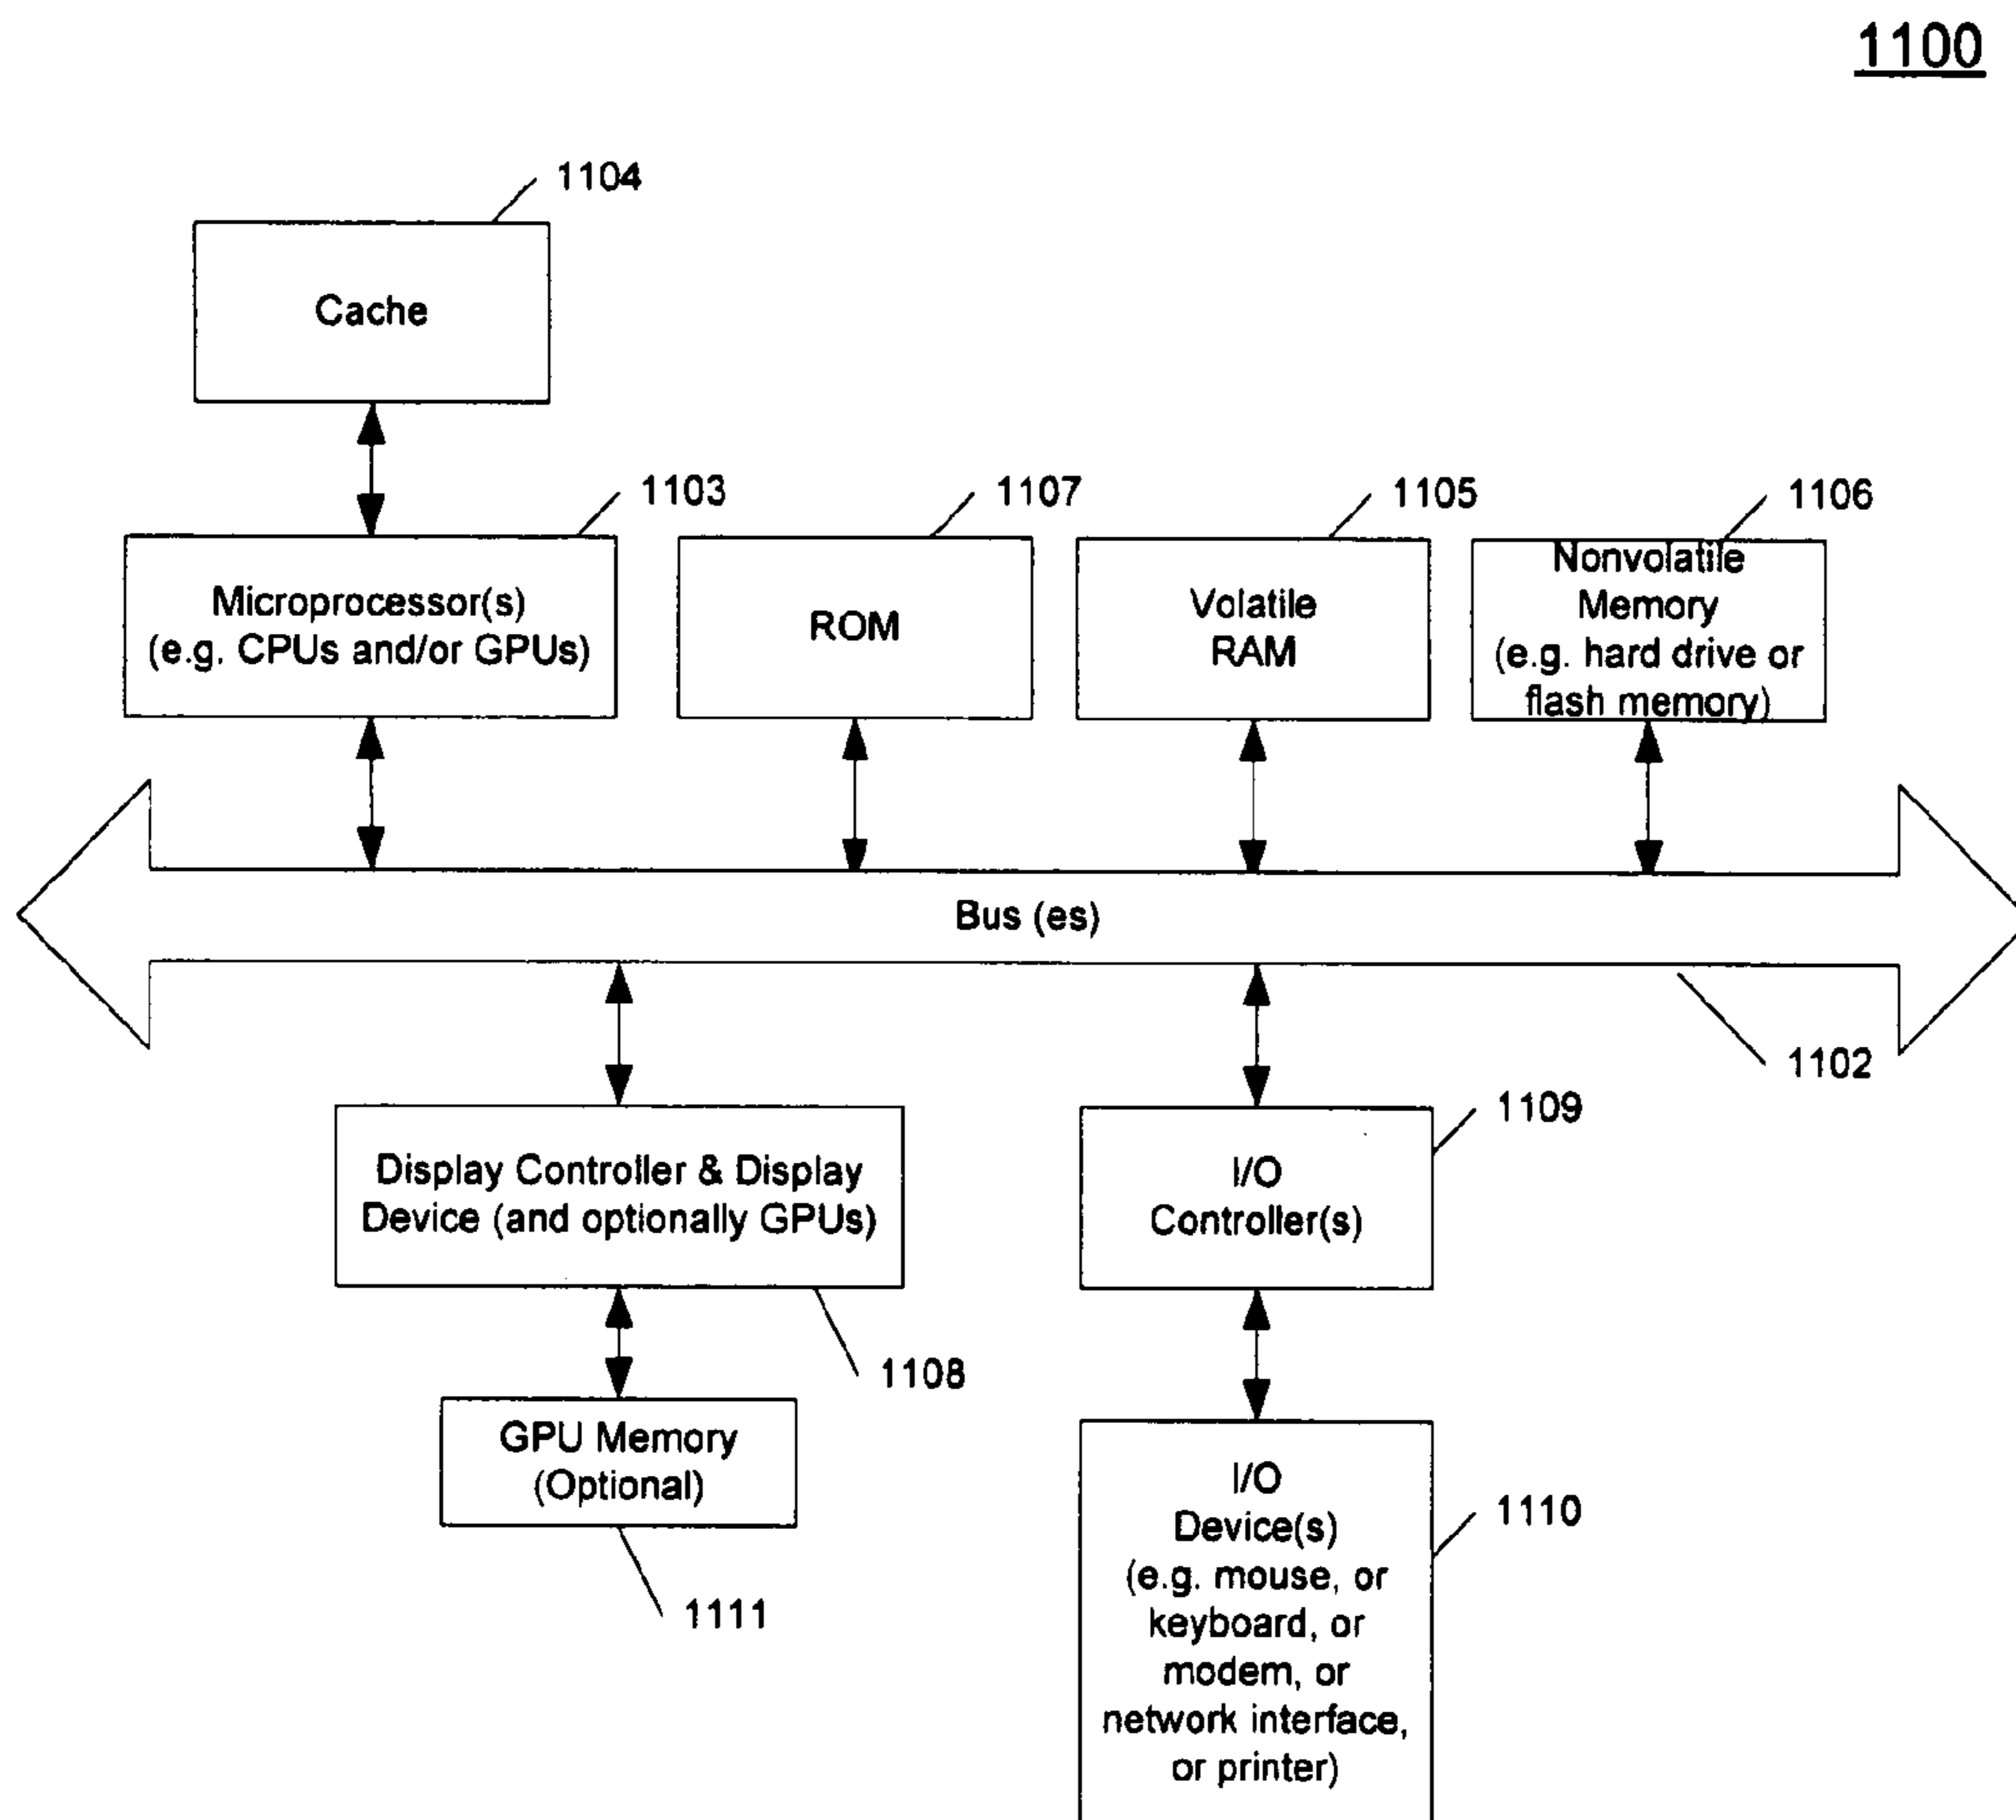 1100
1104
Cache
1103
1107
1105
1106
Microprocessor(s)
(e.g. CPUs and/or GPUs)
ROM
Volatile
RAM
Nonvolatile
Memory
(e.g. hard drive or
flash memory)
Bus (es)
1102
1109
Display Controller & Display
Device (and optionally GPUs)
I/O
Controller(s)
1108
GPU Memory
(Optional)
1111
I/O
Device(s)
(e.g. mouse, or
keyboard, or
modem, or
network interface,
or printer)
1110